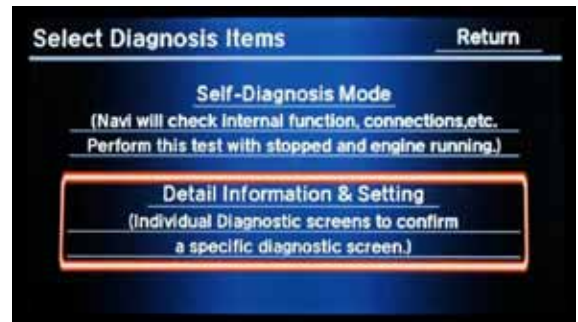 Select Diagnosis Items
Return
Self-Diagnosis Mode
(Navi will check internal function, connections,etc.
Perform this test with stopped and engine running.)
Detail Information & Setting
(Individual Diagnostic screens to confirm
a specific diagnostic screen.)